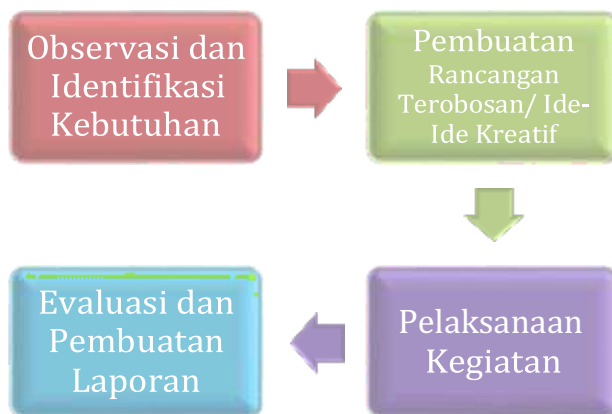 Observasi dan
Identifikasi
Kebutuhan
Pembuatan
Rancangan
Terobosan/ Ide-
Ide Kreatif
Pelaksanaan
Kegiatan
Evaluasi dan
Pembuatan
Laporan